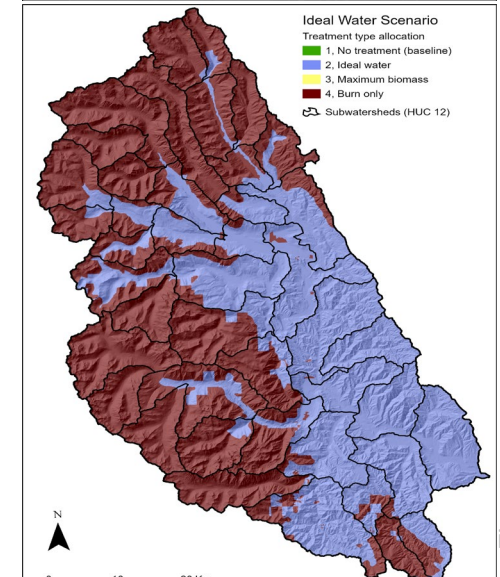 Ideal Water Scenario
Treatment type allocation
1, No treatment (baseline)
2, Ideal water
3, Maximum biomass
4, Burn only
Subwatersheds (HUC 12)
N